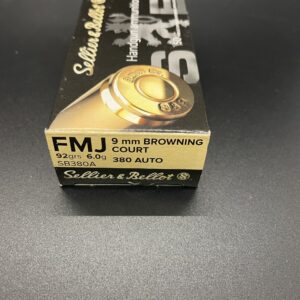 Sellier & Bellot
Handgun ammunition
S
FMJ 9 mm BROWNING
COURT
92grs 6.0g
380 AUTO
SB380A
Sellier & Bellot